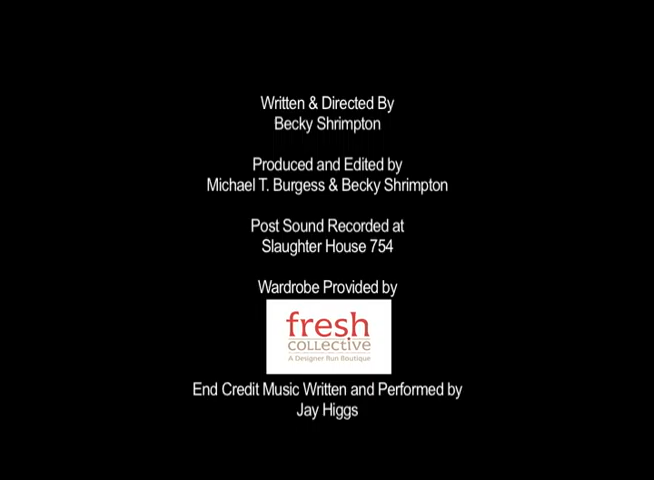 Written & Directed By
Becky Shrimpton
Produced and Edited by
Michael T. Burgess & Becky Shrimpton
Post Sound Recorded at
Slaughter House 754
Wardrobe Provided by
fresh
COLLECTIVE
A Designer Run Boutique
End Credit Music Written and Performed by
Jay Higgs